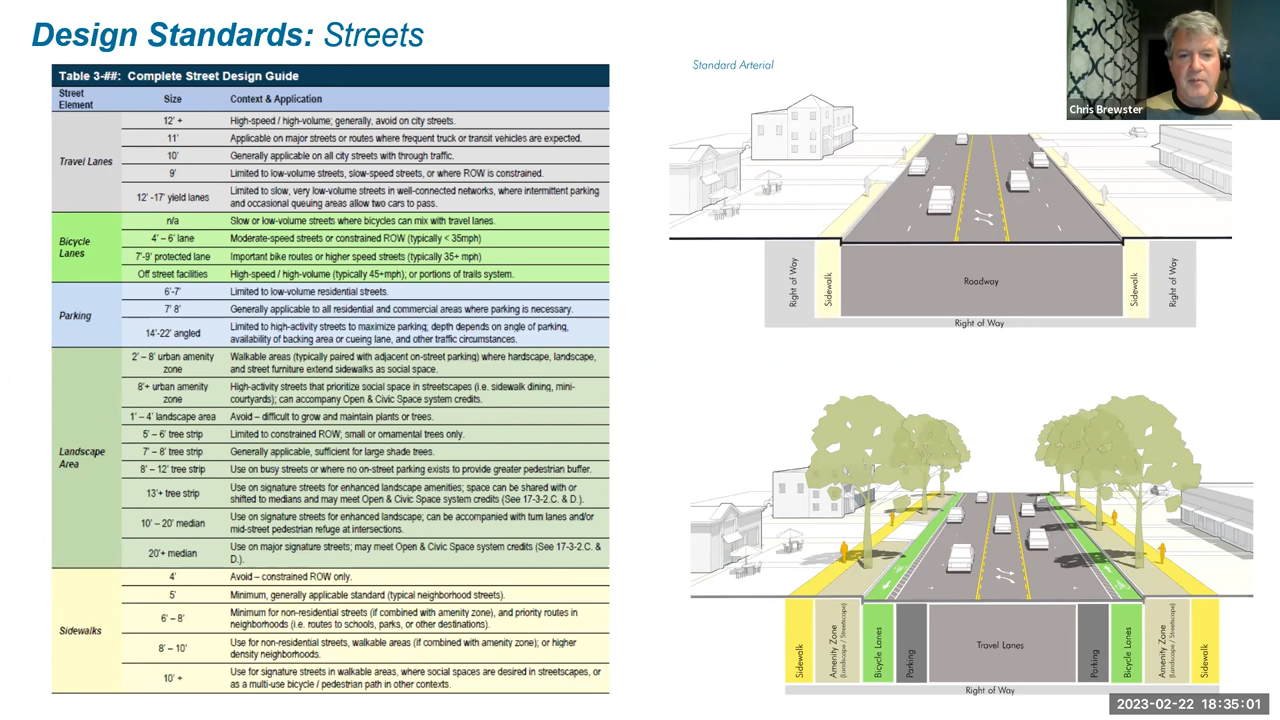 Design Standards: Streets
Table 3-##: Complete Street Design Guide
Street Element
Size
Context & Application
Travel Lanes
12' +
High-speed / high-volume; generally, avoid on city streets.
11'
Applicable on major streets or routes where frequent truck or transit vehicles are expected.
10'
Generally applicable on all city streets with through traffic.
9'
Limited to low-volume streets, slow-speed streets, or where ROW is constrained.
12' -17' yield lanes
Limited to slow, very low-volume streets in well-connected networks, where intermittent parking
and occasional queuing areas allow two cars to pass.
Bicycle
Lanes
n/a
Slow or low-volume streets where bicycles can mix with travel lanes.
4' – 6' lane
Moderate-speed streets or constrained ROW (typically < 35mph)
7'-9' protected lane
Important bike routes or higher speed streets (typically 35+ mph)
Off street facilities
High-speed / high-volume (typically 45+mph); or portions of trails system.
Parking
6'-7'
Limited to low-volume residential streets.
7' 8'
Generally applicable to all residential and commercial areas where parking is necessary.
14'-22' angled
Limited to high-activity streets to maximize parking; depth depends on angle of parking,
availability of backing area or cueing lane, and other traffic circumstances.
Landscape
Area
2' – 8' urban amenity
zone
Walkable areas (typically paired with adjacent on-street parking) where hardscape, landscape,
and street furniture extend sidewalks as social space.
8'+ urban amenity
zone
High-activity streets that prioritize social space in streetscapes (i.e. sidewalk dining, mini-
courtyards); can accompany Open & Civic Space system credits.
1' – 4' landscape area
Avoid – difficult to grow and maintain plants or trees.
5' – 6' tree strip
Limited to constrained ROW; small or ornamental trees only.
7' – 8' tree strip
Generally applicable, sufficient for large shade trees.
8' – 12' tree strip
Use on busy streets or where no on-street parking exists to provide greater pedestrian buffer.
13'+ tree strip
Use on signature streets for enhanced landscape amenities; space can be shared with or
shifted to medians and may meet Open & Civic Space system credits (See 17-3-2.C. & D.).
10' – 20' median
Use on signature streets for enhanced landscape; can be accompanied with turn lanes and/or
mid-street pedestrian refuge at intersections.
20'+ median
Use on major signature streets; may meet Open & Civic Space system credits (See 17-3-2.C. &
D.).
Sidewalks
4'
Avoid – constrained ROW only.
5'
Minimum, generally applicable standard (typical neighborhood streets).
6' – 8'
Minimum for non-residential streets (if combined with amenity zone), and priority routes in
neighborhoods (i.e. routes to schools, parks, or other destinations).
8' – 10'
Use for non-residential streets, walkable areas (if combined with amenity zone); or higher
density neighborhoods.
10' +
Use for signature streets in walkable areas, where social spaces are desired in streetscapes, or
as a multi-use bicycle / pedestrian path in other contexts.
Standard Arterial
Right of Way
Sidewalk
Roadway
Sidewalk
Right of Way
Right of Way
Sidewalk
Amenity Zone
(Landscape / Streetscape)
Bicycle Lanes
Parking
Travel Lanes
Parking
Bicycle Lanes
Amenity Zone
(Landscape / Streetscape)
Sidewalk
Right of Way
Chris Brewster
2023-02-22 18:35:01